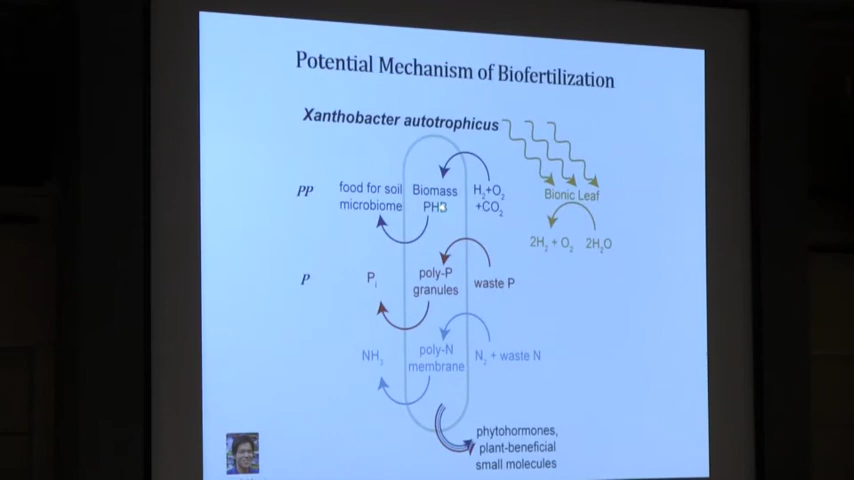 Potential Mechanism of Biofertilization
Xanthobacter autotrophicus
pp
food for soil
microbiome
Biomass
PHB
H₂+O₂
+CO₂
Bionic Leaf
2H₂ + O₂
2H₂O
P
Pᵢ
poly-P
granules
waste P
NH₃
poly-N
membrane
N₂ + waste N
phytohormones,
plant-beneficial
small molecules